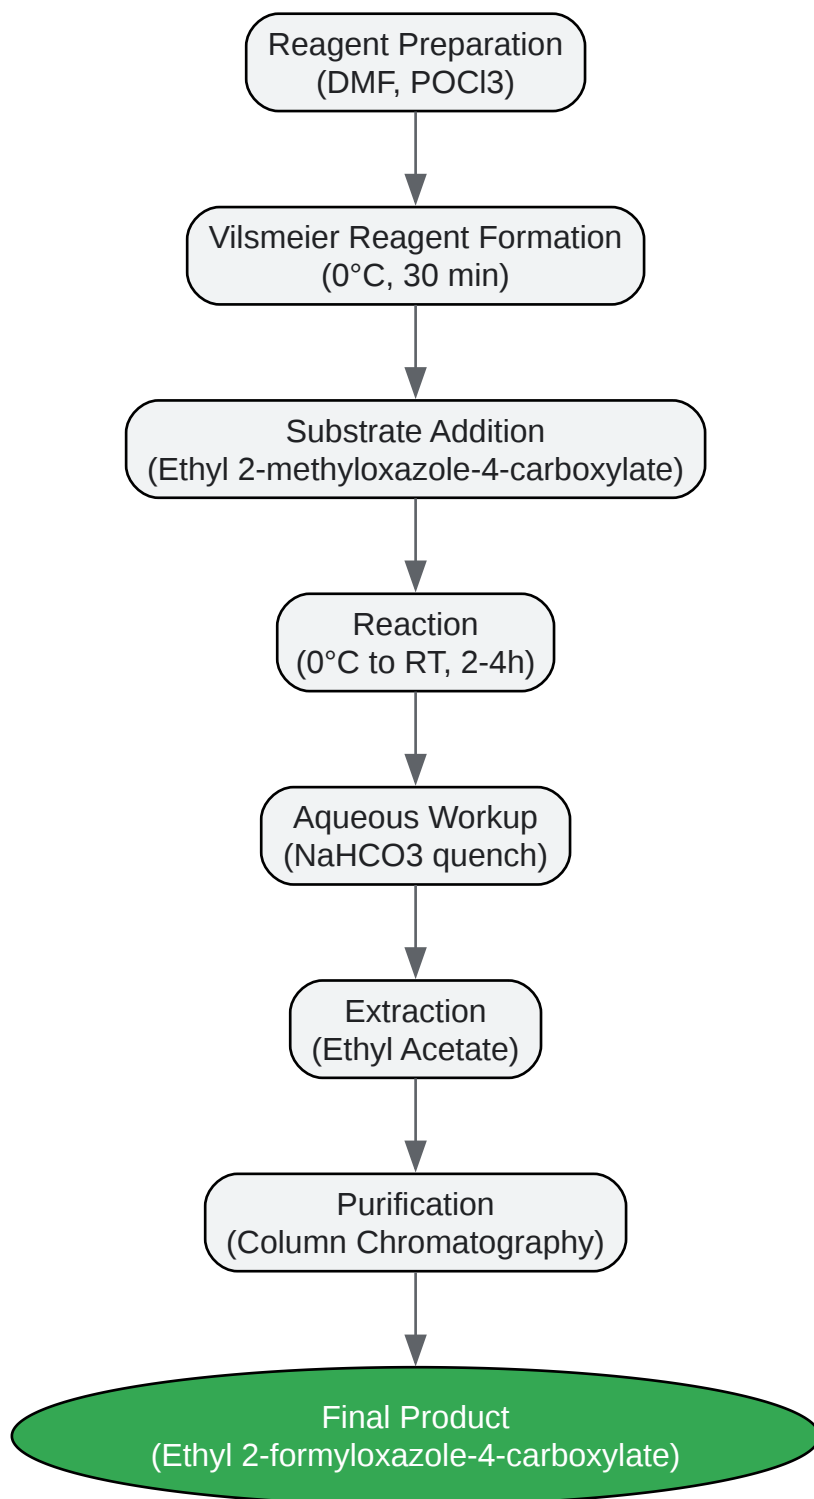 Reagent Preparation
(DMF, POCl3)
Vilsmeier Reagent Formation
(0°C, 30 min)
Substrate Addition
(Ethyl 2-methyloxazole-4-carboxylate)
Reaction
(0°C to RT, 2-4h)
Aqueous Workup
(NaHCO3 quench)
Extraction
(Ethyl Acetate)
Purification
(Column Chromatography)
Final Product
(Ethyl 2-formyloxazole-4-carboxylate)